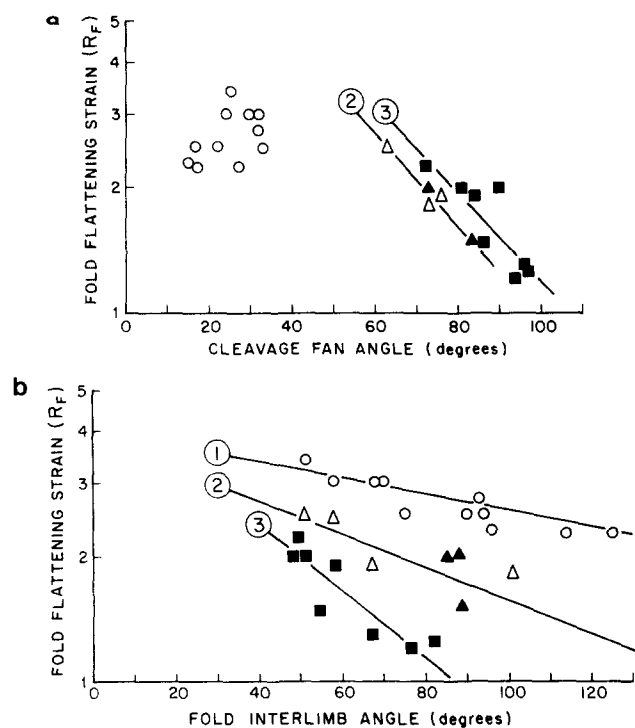 a
FOLD FLATTENING STRAIN (RF)
5
3
2
1
2
3
0 20 40 60 80 100
CLEAVAGE FAN ANGLE (degrees)
b
FOLD FLATTENING STRAIN (RF)
5
3
2
1
1
2
3
0 20 40 60 80 100 120
FOLD INTERLIMB ANGLE (degrees)